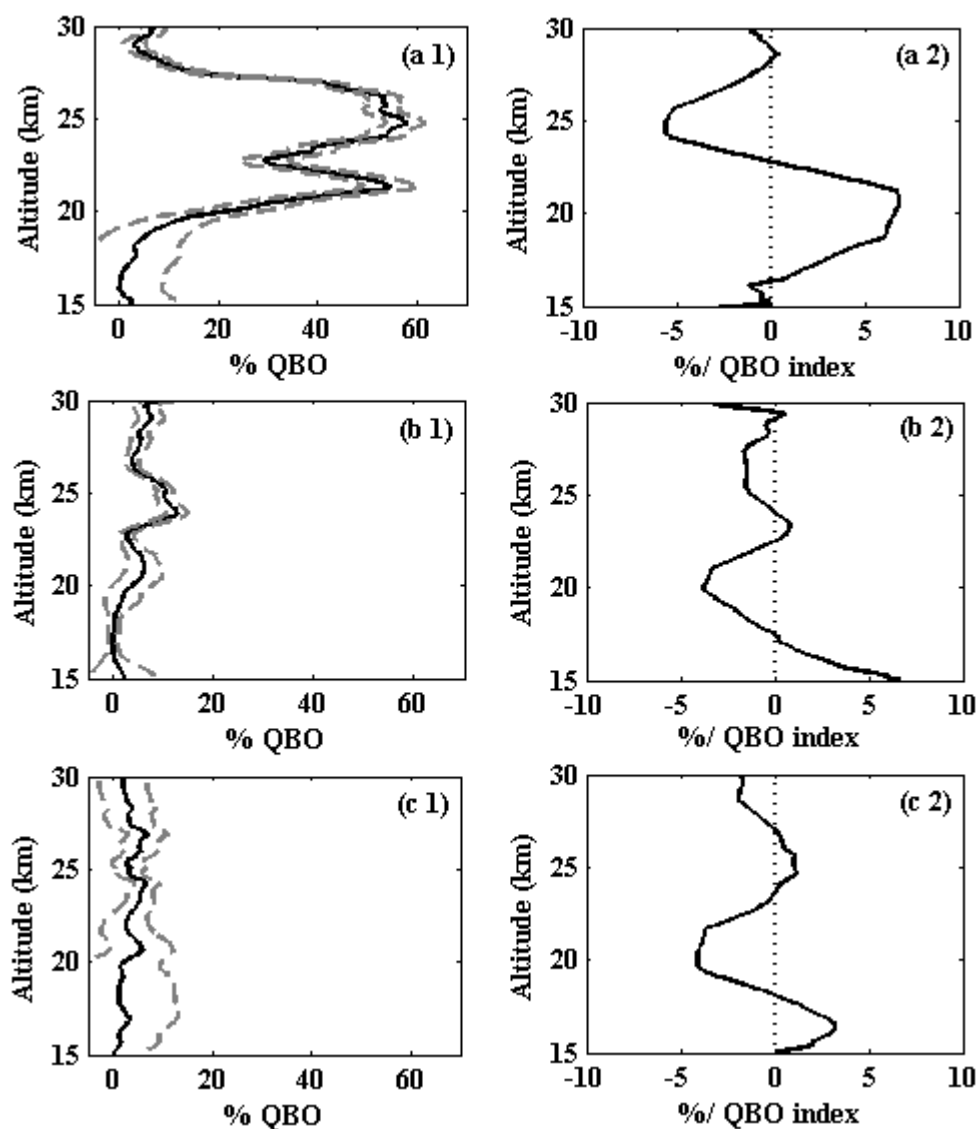 30
25
20
15
Altitude (km)
(a 1)
0 20 40 60
% QBO
30
25
20
15
Altitude (km)
(a 2)
-10 -5 0 5 10
%/ QBO index
30
25
20
15
Altitude (km)
(b 1)
0 20 40 60
% QBO
30
25
20
15
Altitude (km)
(b 2)
-10 -5 0 5 10
%/ QBO index
30
25
20
15
Altitude (km)
(c 1)
0 20 40 60
% QBO
30
25
20
15
Altitude (km)
(c 2)
-10 -5 0 5 10
%/ QBO index